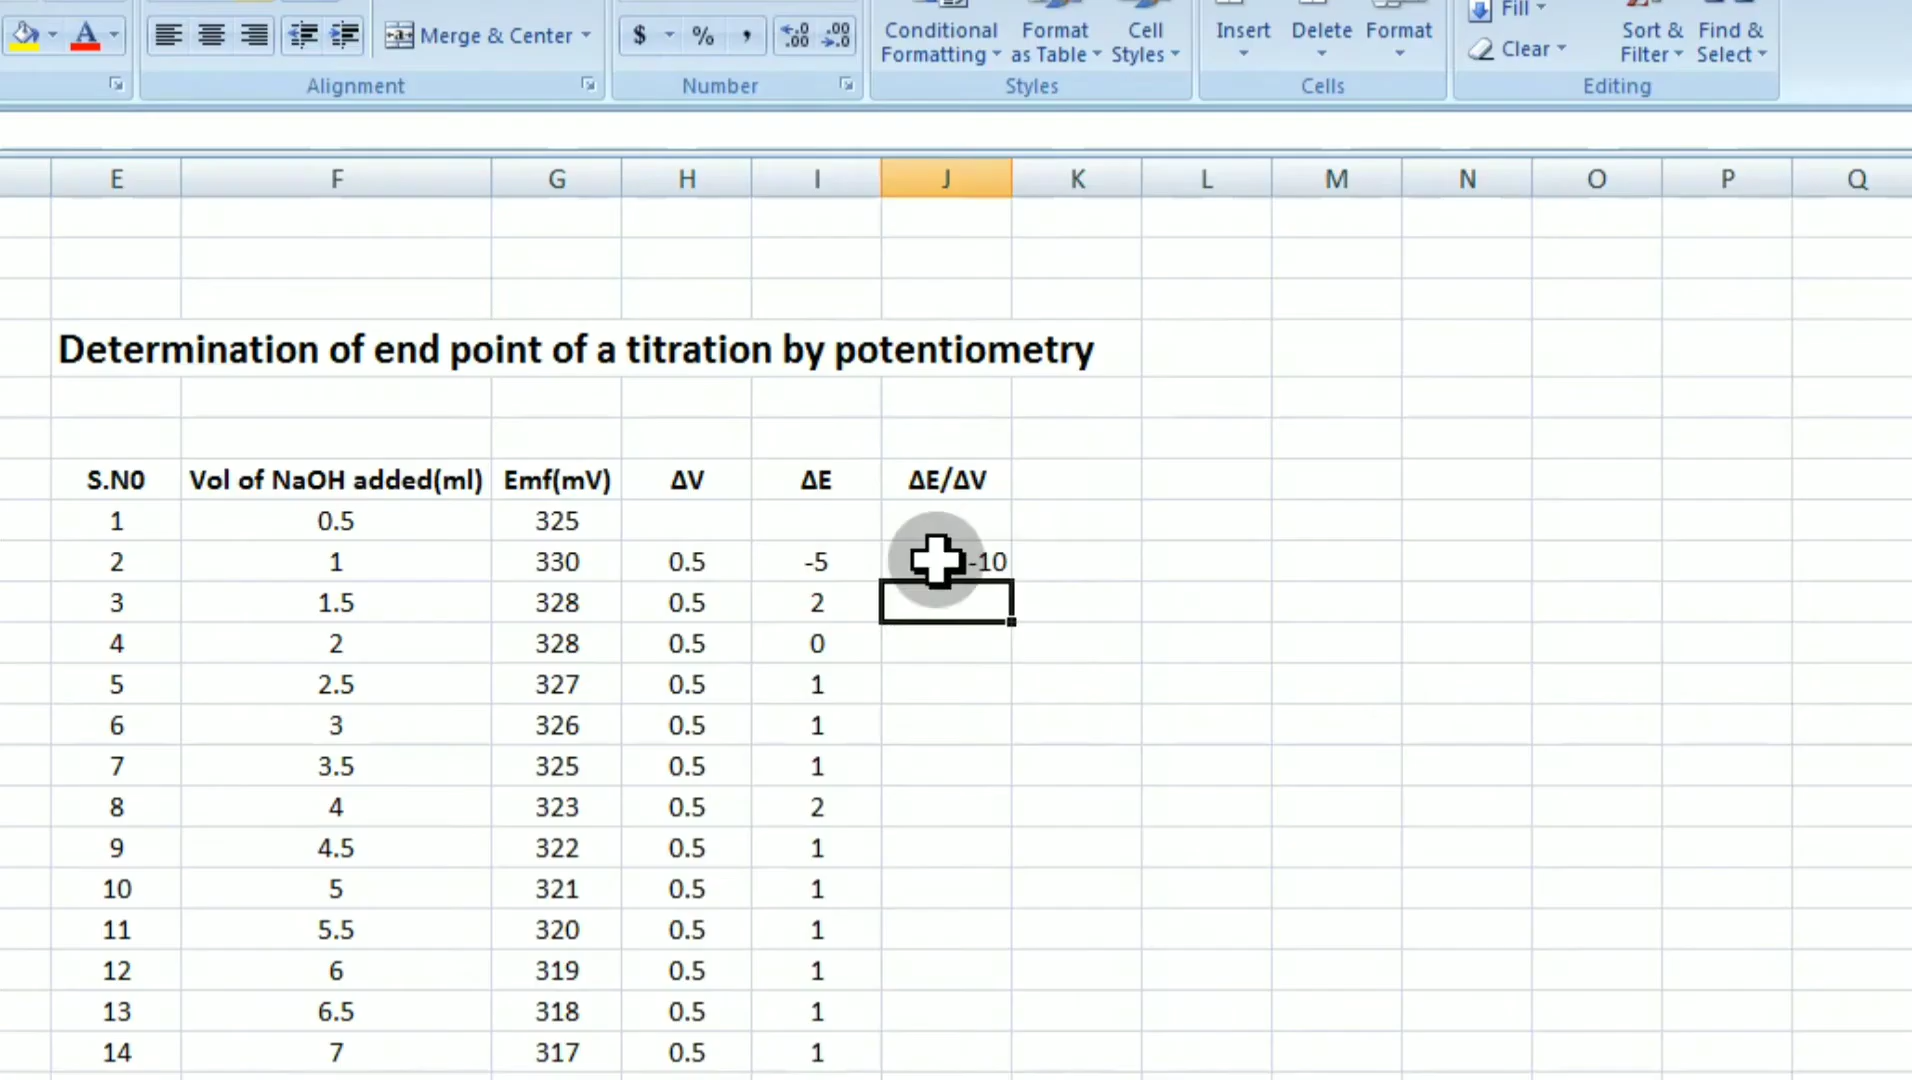 Merge & Center
$ % ,
Conditional Formatting
Format as Table
Cell Styles
Insert
Delete
Format
Fill
Clear
Sort & Filter
Find & Select
Alignment
Number
Styles
Cells
Editing
E F G H I J K L M N O P Q
Determination of end point of a titration by potentiometry
S.N0 Vol of NaOH added(ml) Emf(mV) ΔV ΔE ΔE/ΔV
1 0.5 325
2 1 330 0.5 -5 -10
3 1.5 328 0.5 2
4 2 328 0.5 0
5 2.5 327 0.5 1
6 3 326 0.5 1
7 3.5 325 0.5 1
8 4 323 0.5 2
9 4.5 322 0.5 1
10 5 321 0.5 1
11 5.5 320 0.5 1
12 6 319 0.5 1
13 6.5 318 0.5 1
14 7 317 0.5 1